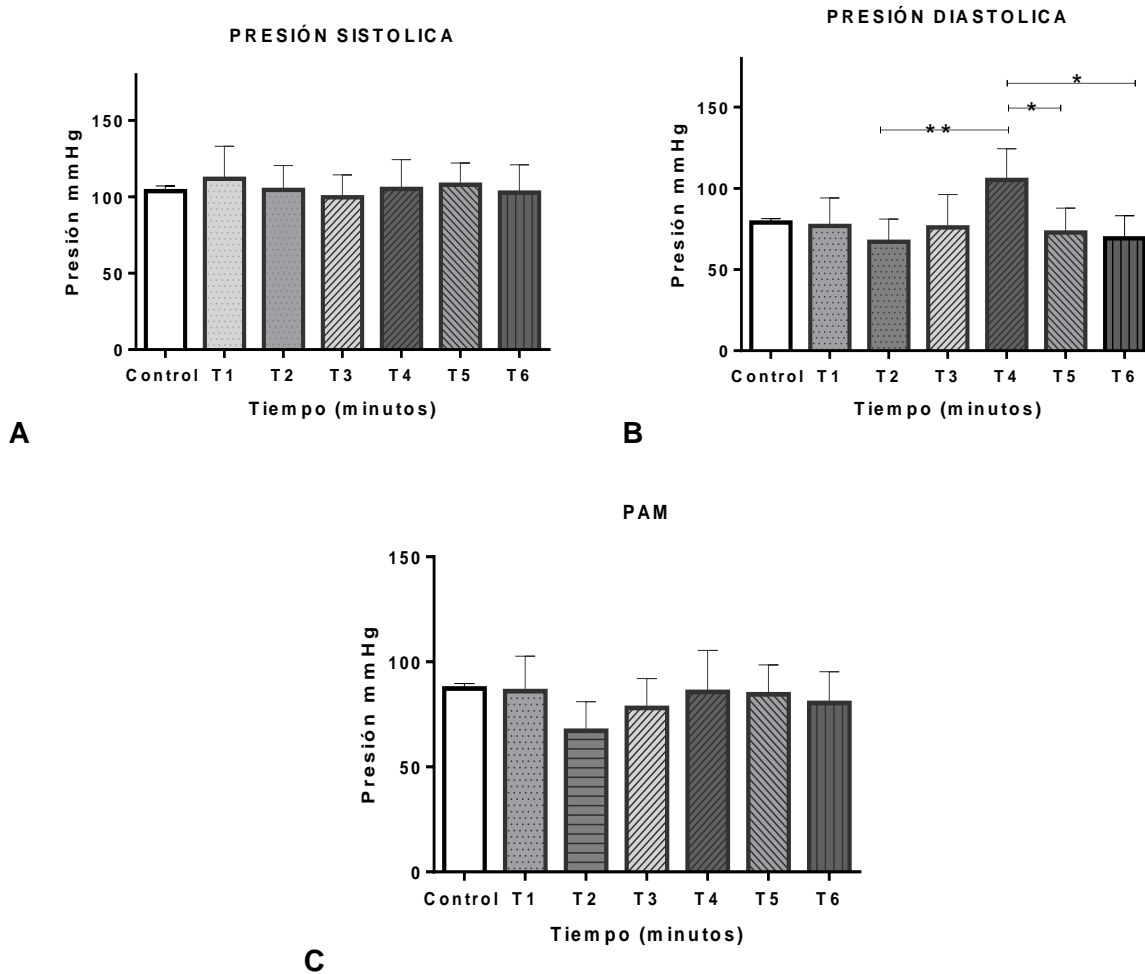 PRESIÓN SISTOLICA
Presión mmHg
150
100
50
0
Control T1 T2 T3 T4 T5 T6
Tiempo (minutos)
A
PRESIÓN DIASTOLICA
Presión mmHg
150
100
50
0
*
*
**
Control T1 T2 T3 T4 T5 T6
Tiempo (minutos)
B
PAM
Presión mmHg
150
100
50
0
Control T1 T2 T3 T4 T5 T6
Tiempo (minutos)
C